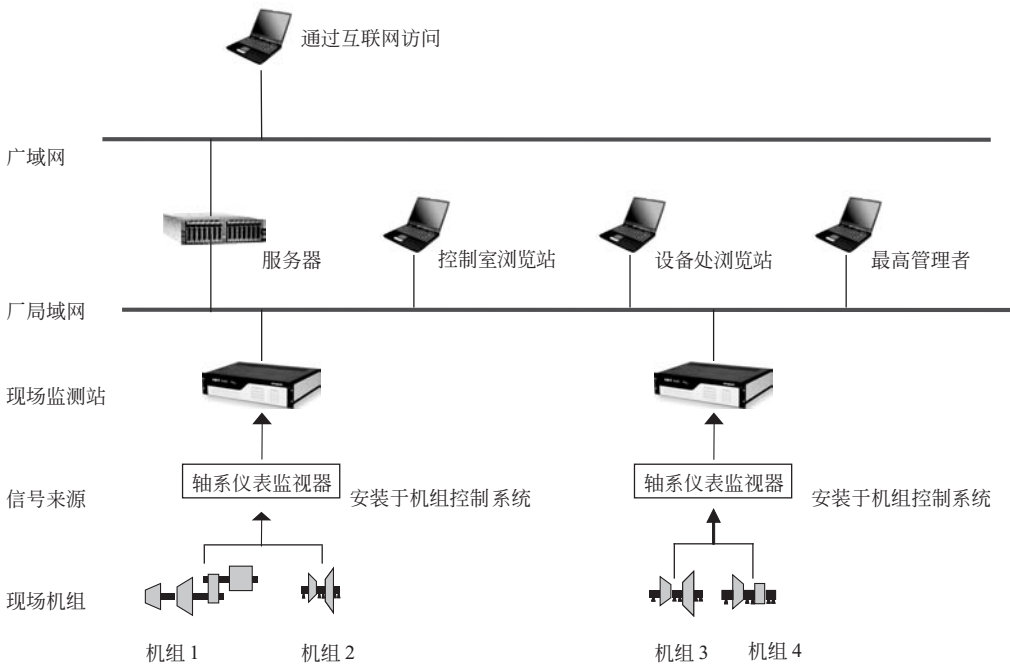 通过互联网访问
广域网
服务器
控制室浏览站
设备处浏览站
最高管理者
厂局域网
现场监测站
轴系仪表监视器
轴系仪表监视器
信号来源
安装于机组控制系统
安装于机组控制系统
现场机组
机组 1
机组 2
机组 3
机组 4